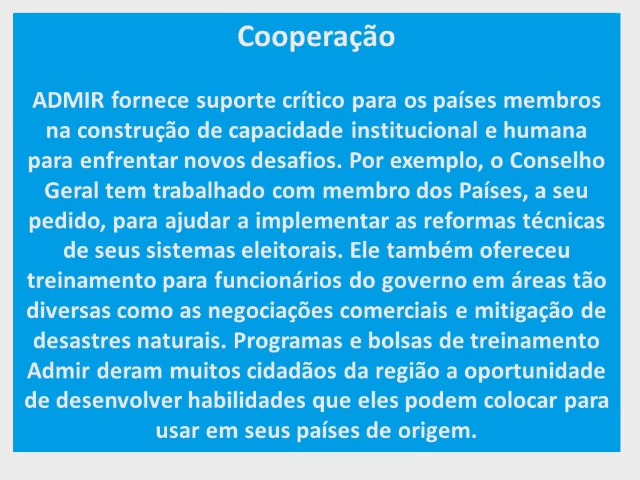 Cooperação
ADMIR fornece suporte crítico para os países membros
na construção de capacidade institucional e humana
para enfrentar novos desafios. Por exemplo, o Conselho
Geral tem trabalhado com membro dos Países, a seu
pedido, para ajudar a implementar as reformas técnicas
de seus sistemas eleitorais. Ele também ofereceu
treinamento para funcionários do governo em áreas tão
diversas como as negociações comerciais e mitigação de
desastres naturais. Programas e bolsas de treinamento
Admir deram muitos cidadãos da região a oportunidade
de desenvolver habilidades que eles podem colocar para
usar em seus países de origem.